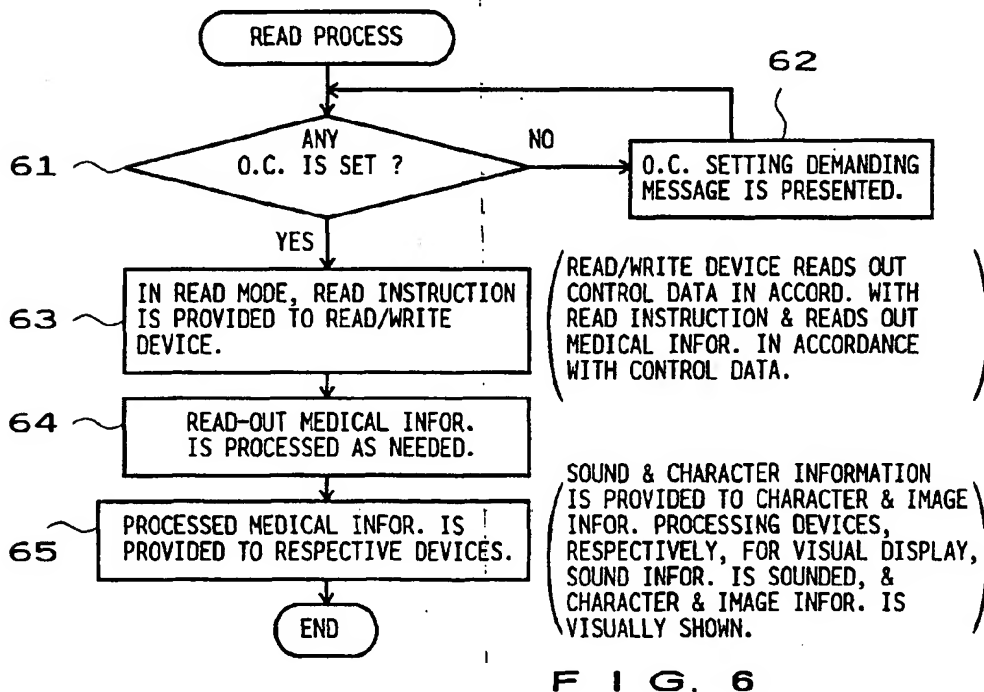 READ PROCESS
62
61
ANY
O.C. IS SET ?
NO
O.C. SETTING DEMANDING
MESSAGE IS PRESENTED.
YES
63
IN READ MODE, READ INSTRUCTION
IS PROVIDED TO READ/WRITE
DEVICE.
READ/WRITE DEVICE READS OUT
CONTROL DATA IN ACCORD. WITH
READ INSTRUCTION & READS OUT
MEDICAL INFOR. IN ACCORDANCE
WITH CONTROL DATA.
64
READ-OUT MEDICAL INFOR.
IS PROCESSED AS NEEDED.
65
PROCESSED MEDICAL INFOR. IS
PROVIDED TO RESPECTIVE DEVICES.
SOUND & CHARACTER INFORMATION
IS PROVIDED TO CHARACTER & IMAGE
INFOR. PROCESSING DEVICES,
RESPECTIVELY, FOR VISUAL DISPLAY,
SOUND INFOR. IS SOUNDED, &
CHARACTER & IMAGE INFOR. IS
VISUALLY SHOWN.
END
FIG. 6